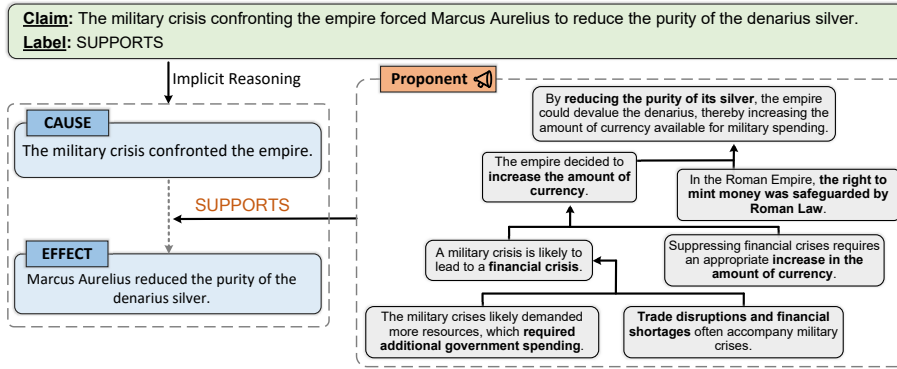 Claim: The military crisis confronting the empire forced Marcus Aurelius to reduce the purity of the denarius silver.
Label: SUPPORTS
Implicit Reasoning
CAUSE
The military crisis confronted the empire.
SUPPORTS
EFFECT
Marcus Aurelius reduced the purity of the
denarius silver.
Proponent
By reducing the purity of its silver, the empire
could devalue the denarius, thereby increasing the
amount of currency available for military spending.
The empire decided to
increase the amount of
currency.
In the Roman Empire, the right to
mint money was safeguarded by
Roman Law.
A military crisis is likely to
lead to a financial crisis.
Suppressing financial crises requires
an appropriate increase in the
amount of currency.
The military crises likely demanded
more resources, which required
additional government spending.
Trade disruptions and financial
shortages often accompany military
crises.